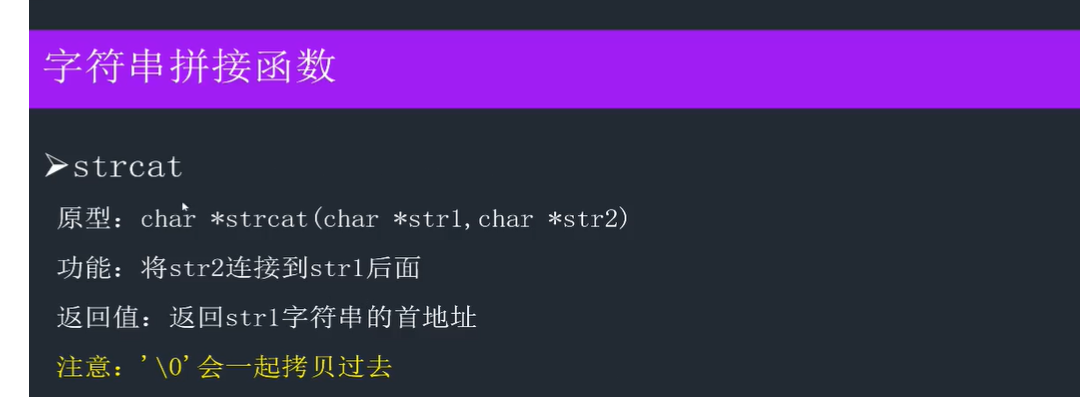 字符串拼接函数
➢strcat
原型：char *strcat(char *str1,char *str2)
功能：将str2连接到str1后面
返回值：返回str1字符串的首地址
注意：'\0'会一起拷贝过去